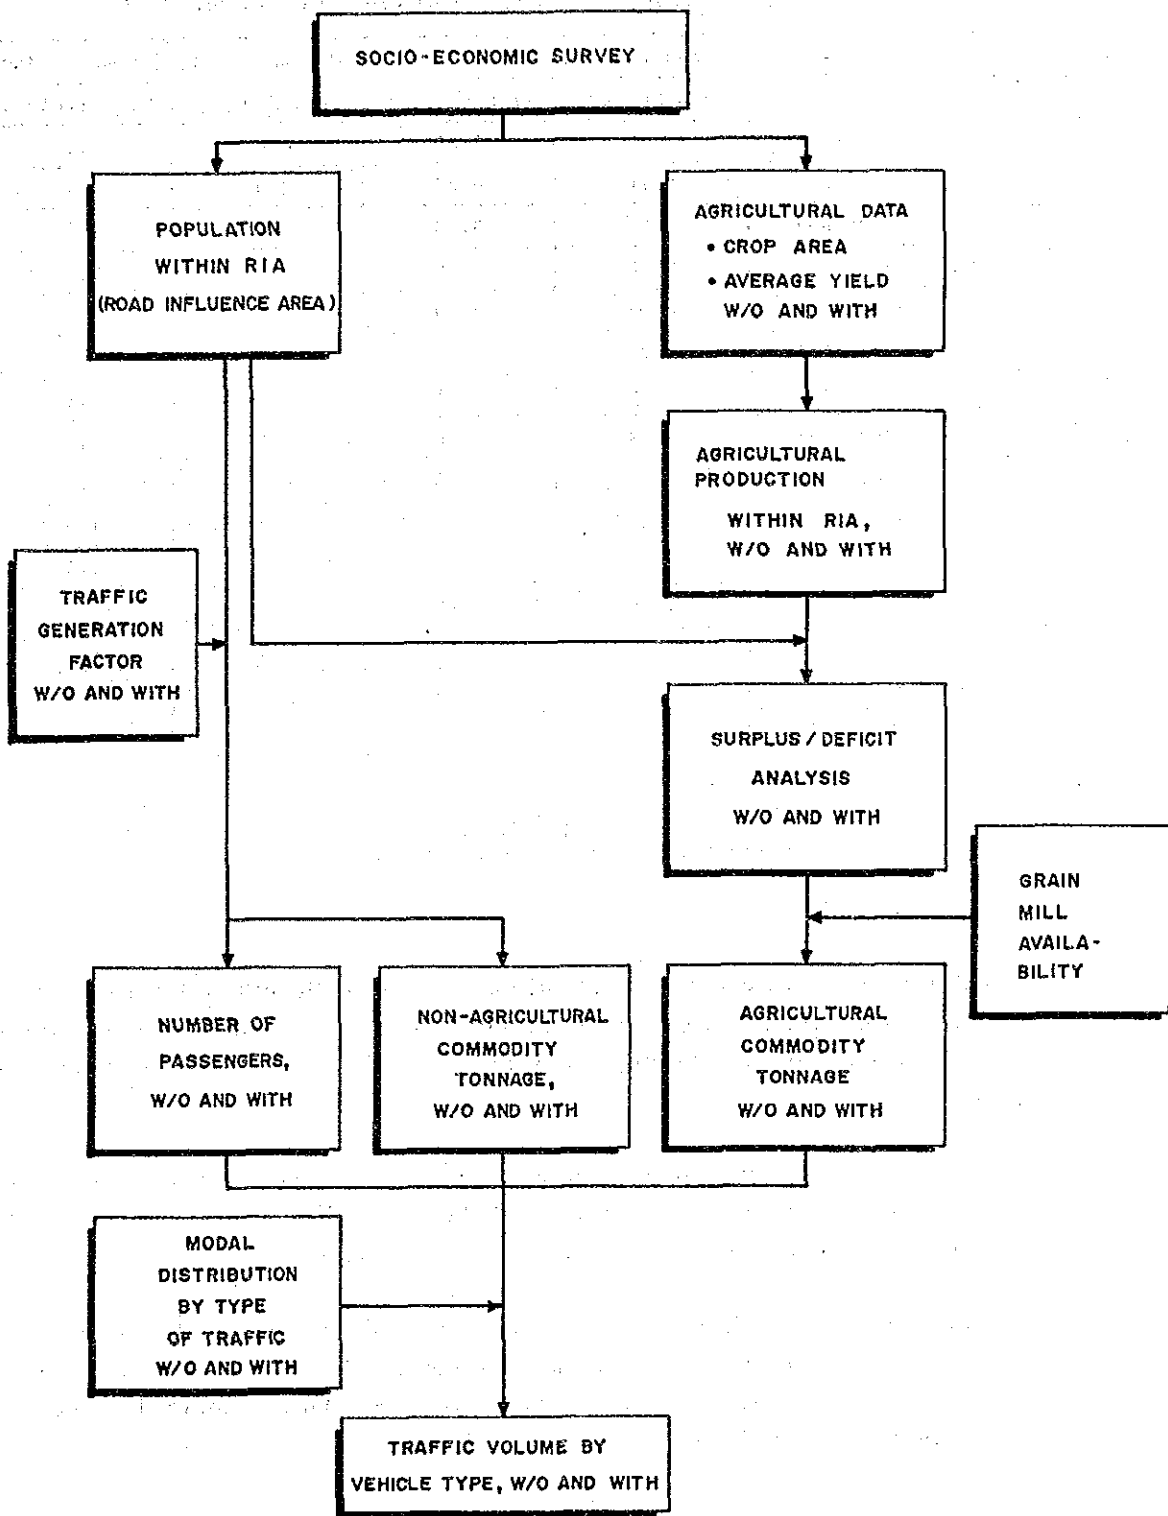 SOCIO-ECONOMIC SURVEY
POPULATION
WITHIN RIA
(ROAD INFLUENCE AREA)
AGRICULTURAL DATA
• CROP AREA
• AVERAGE YIELD
W/O AND WITH
AGRICULTURAL
PRODUCTION
WITHIN RIA,
W/O AND WITH
TRAFFIC
GENERATION
FACTOR
W/O AND WITH
SURPLUS/DEFICIT
ANALYSIS
W/O AND WITH
GRAIN
MILL
AVAILA-
BILITY
NUMBER OF
PASSENGERS,
W/O AND WITH
NON-AGRICULTURAL
COMMODITY
TONNAGE,
W/O AND WITH
AGRICULTURAL
COMMODITY
TONNAGE
W/O AND WITH
MODAL
DISTRIBUTION
BY TYPE
OF TRAFFIC
W/O AND WITH
TRAFFIC VOLUME BY
VEHICLE TYPE, W/O AND WITH